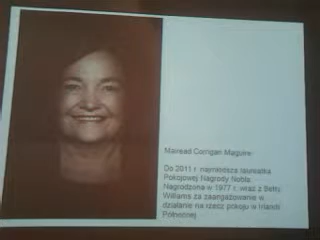 Mairead Corrigan Maguire
Do 2011 r. najmłodsza laureatka
Pokojowej Nagrody Nobla.
Nagrodzona w 1977 r. wraz z Betty
Williams za zaangażowanie w
działanie na rzecz pokoju w Irlandii
Północnej